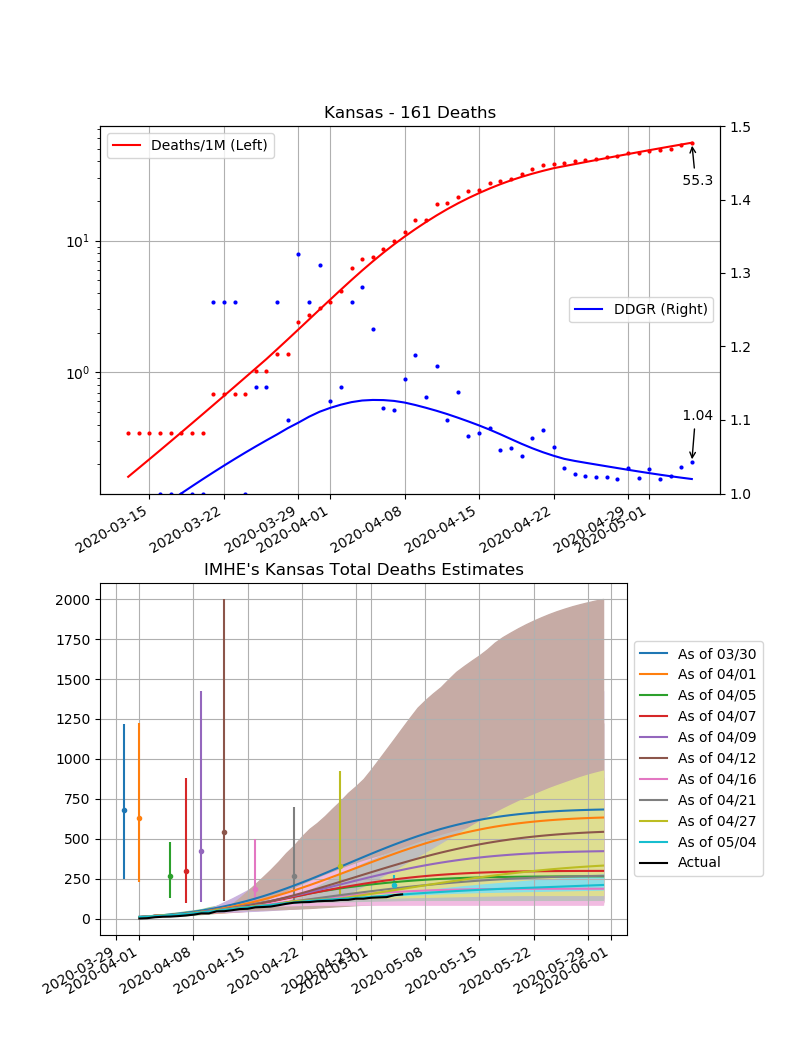 Kansas - 161 Deaths
Deaths/1M (Left)
DDGR (Right)
55.3
1.04
10^1
10^0
1.5
1.4
1.3
1.2
1.1
1.0
2020-03-15
2020-03-22
2020-03-29
2020-04-01
2020-04-08
2020-04-15
2020-04-22
2020-04-29
2020-05-01
IMHE's Kansas Total Deaths Estimates
2000
1750
1500
1250
1000
750
500
250
0
2020-03-29
2020-04-01
2020-04-08
2020-04-15
2020-04-22
2020-04-29
2020-05-01
2020-05-08
2020-05-15
2020-05-22
2020-05-29
2020-06-01
As of 03/30
As of 04/01
As of 04/05
As of 04/07
As of 04/09
As of 04/12
As of 04/16
As of 04/21
As of 04/27
As of 05/04
Actual